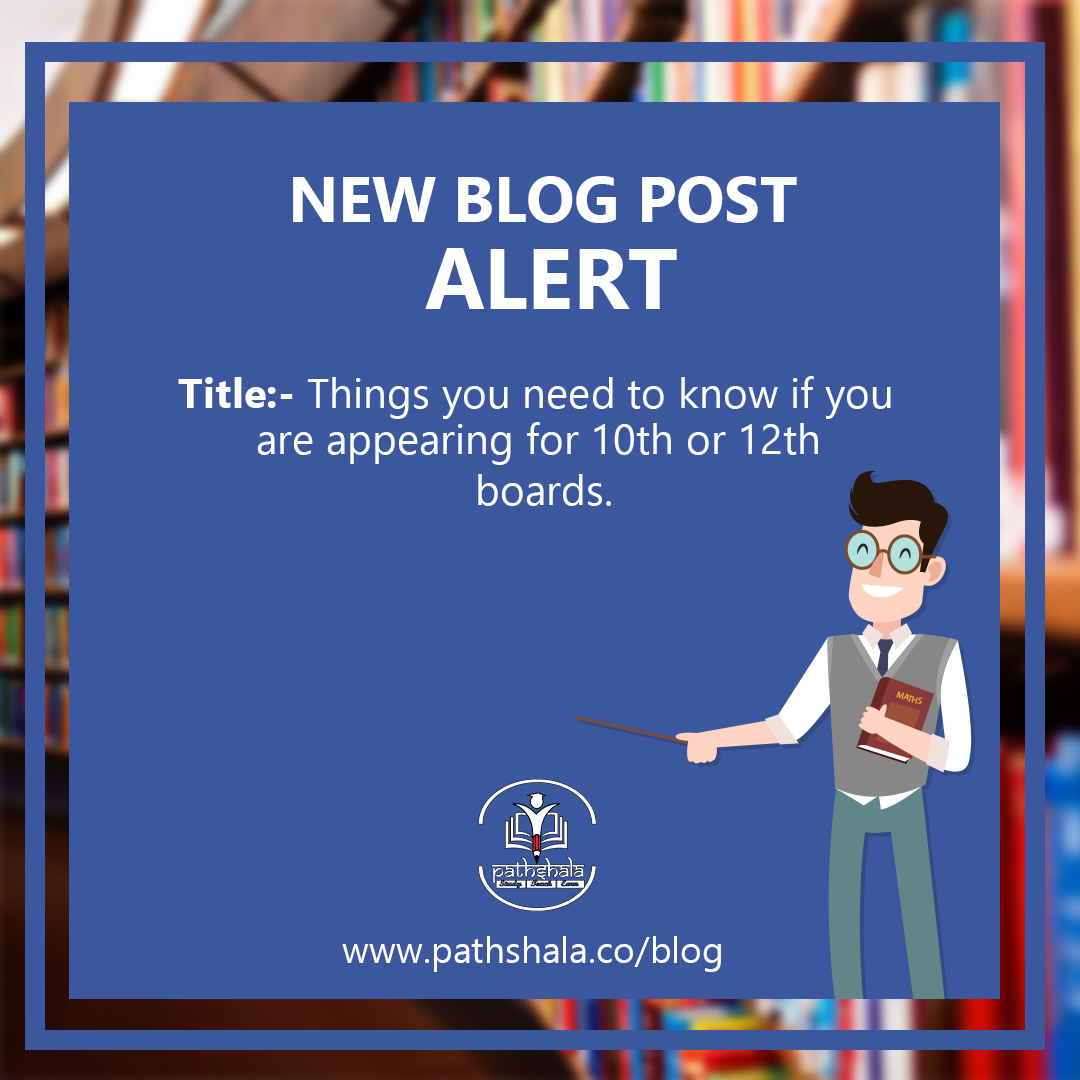 NEW BLOG POST
ALERT
Title:- Things you need to know if you
are appearing for 10th or 12th
boards.
MATHS
pathshala
www.pathshala.co/blog